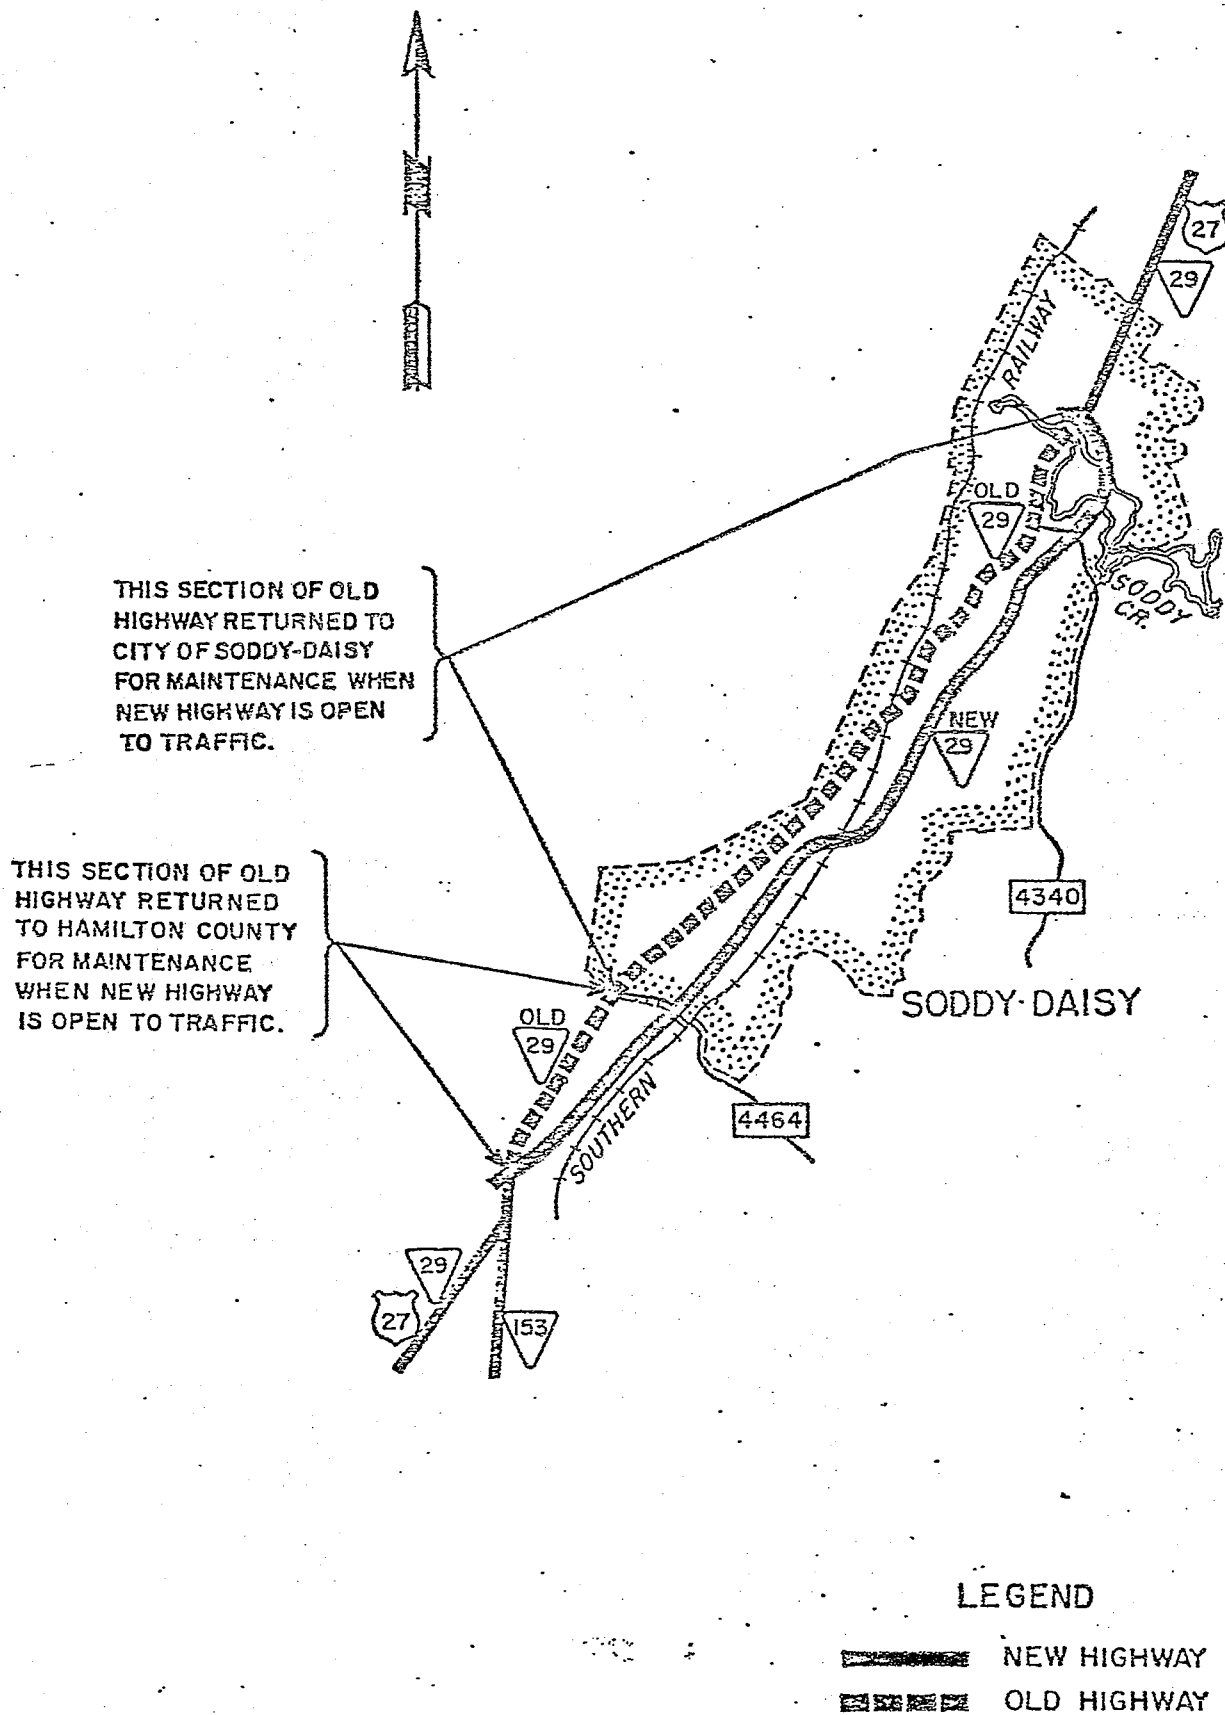 N
27
29
RAILWAY
OLD
29
SODDY
CR.
THIS SECTION OF OLD
HIGHWAY RETURNED TO
CITY OF SODDY-DAISY
FOR MAINTENANCE WHEN
NEW HIGHWAY IS OPEN
TO TRAFFIC.
NEW
29
THIS SECTION OF OLD
HIGHWAY RETURNED
TO HAMILTON COUNTY
FOR MAINTENANCE
WHEN NEW HIGHWAY
IS OPEN TO TRAFFIC.
4340
SODDY-DAISY
OLD
29
SOUTHERN
4464
29
27
153
LEGEND
NEW HIGHWAY
OLD HIGHWAY